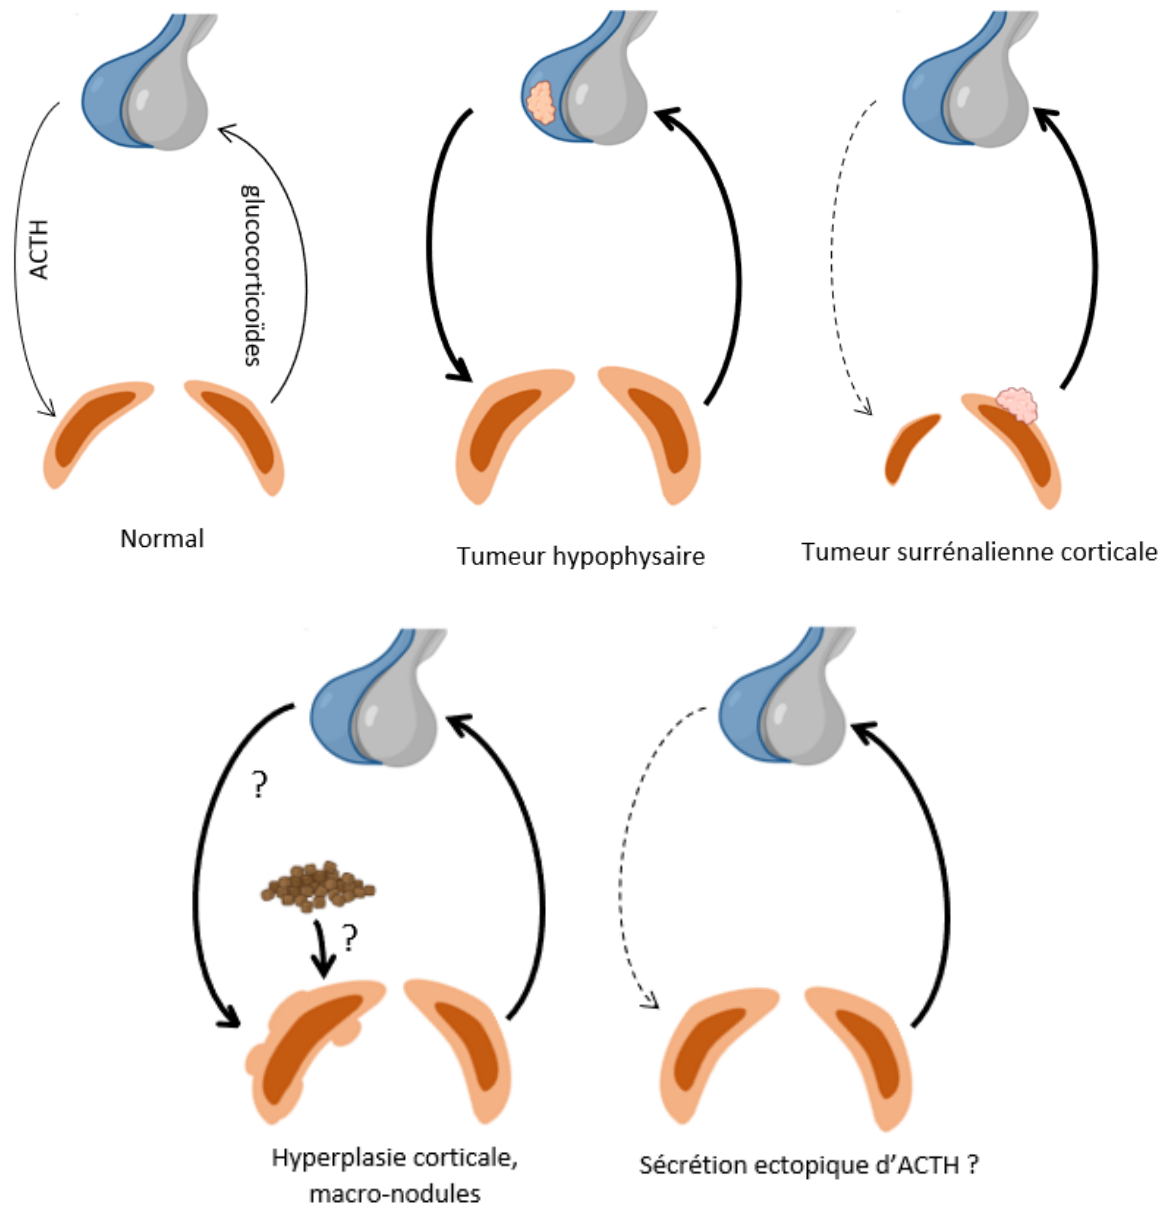 ACTH
glucocorticoïdes
Normal
Tumeur hypophysaire
Tumeur surrénalienne corticale
?
?
Hyperplasie corticale,
macro-nodules
Sécrétion ectopique d’ACTH ?